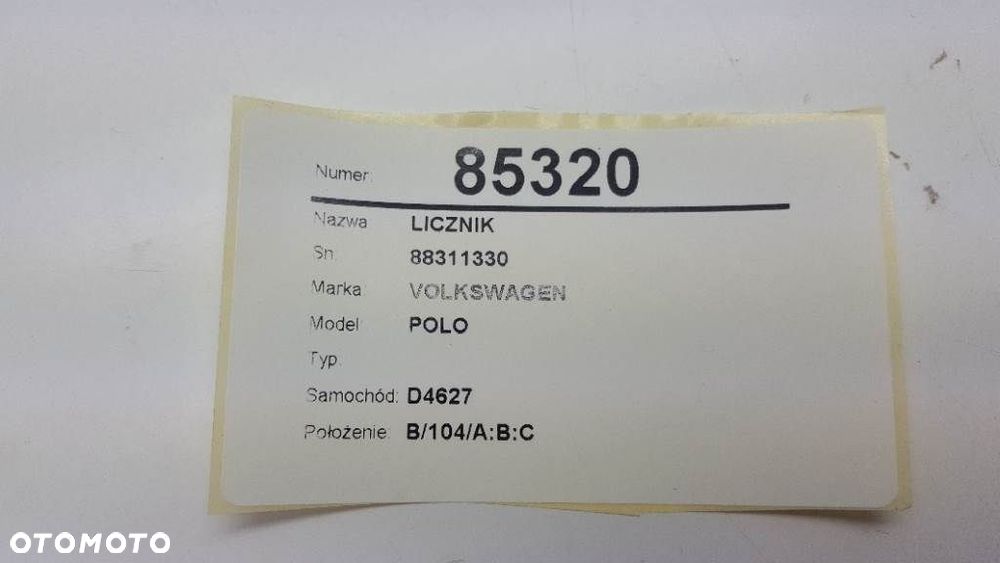 Numer: 85320
Nazwa LICZNIK
Sn: 88311330
Marka: VOLKSWAGEN
Model: POLO
Typ:
Samochód: D4627
Położenie: B/104/A:B:C
OTOMOTO